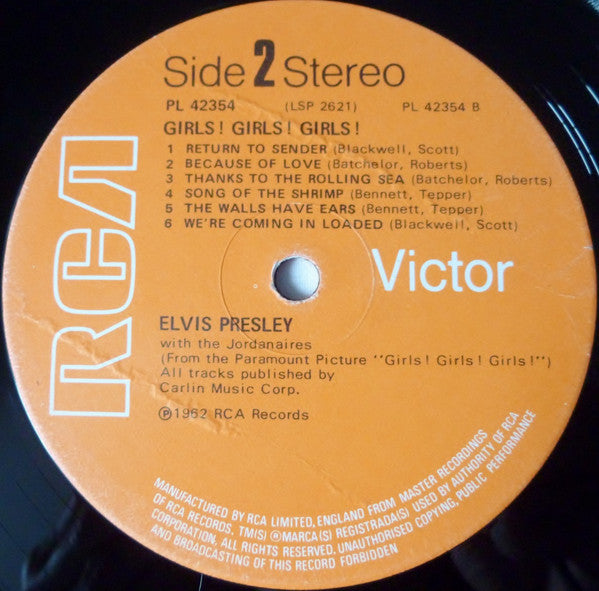 Side 2 Stereo
PL 42354 (LSP 2621) PL 42354 B
GIRLS! GIRLS! GIRLS!
1 RETURN TO SENDER (Blackwell, Scott)
2 BECAUSE OF LOVE (Batchelor, Roberts)
3 THANKS TO THE ROLLING SEA (Batchelor, Roberts)
4 SONG OF THE SHRIMP (Bennett, Tepper)
5 THE WALLS HAVE EARS (Bennett, Tepper)
6 WE'RE COMING IN LOADED (Blackwell, Scott)
RCA
Victor
ELVIS PRESLEY
with the Jordanaires
(From the Paramount Picture "Girls! Girls! Girls!")
All tracks published by
Carlin Music Corp.
℗1962 RCA Records
MANUFACTURED BY RCA LIMITED, ENGLAND FROM MASTER RECORDINGS
OF RCA RECORDS, TM(S) ® MARCA(S) REGISTRADA(S) USED BY AUTHORITY OF RCA
CORPORATION, ALL RIGHTS RESERVED. UNAUTHORISED COPYING, PUBLIC PERFORMANCE
AND BROADCASTING OF THIS RECORD FORBIDDEN